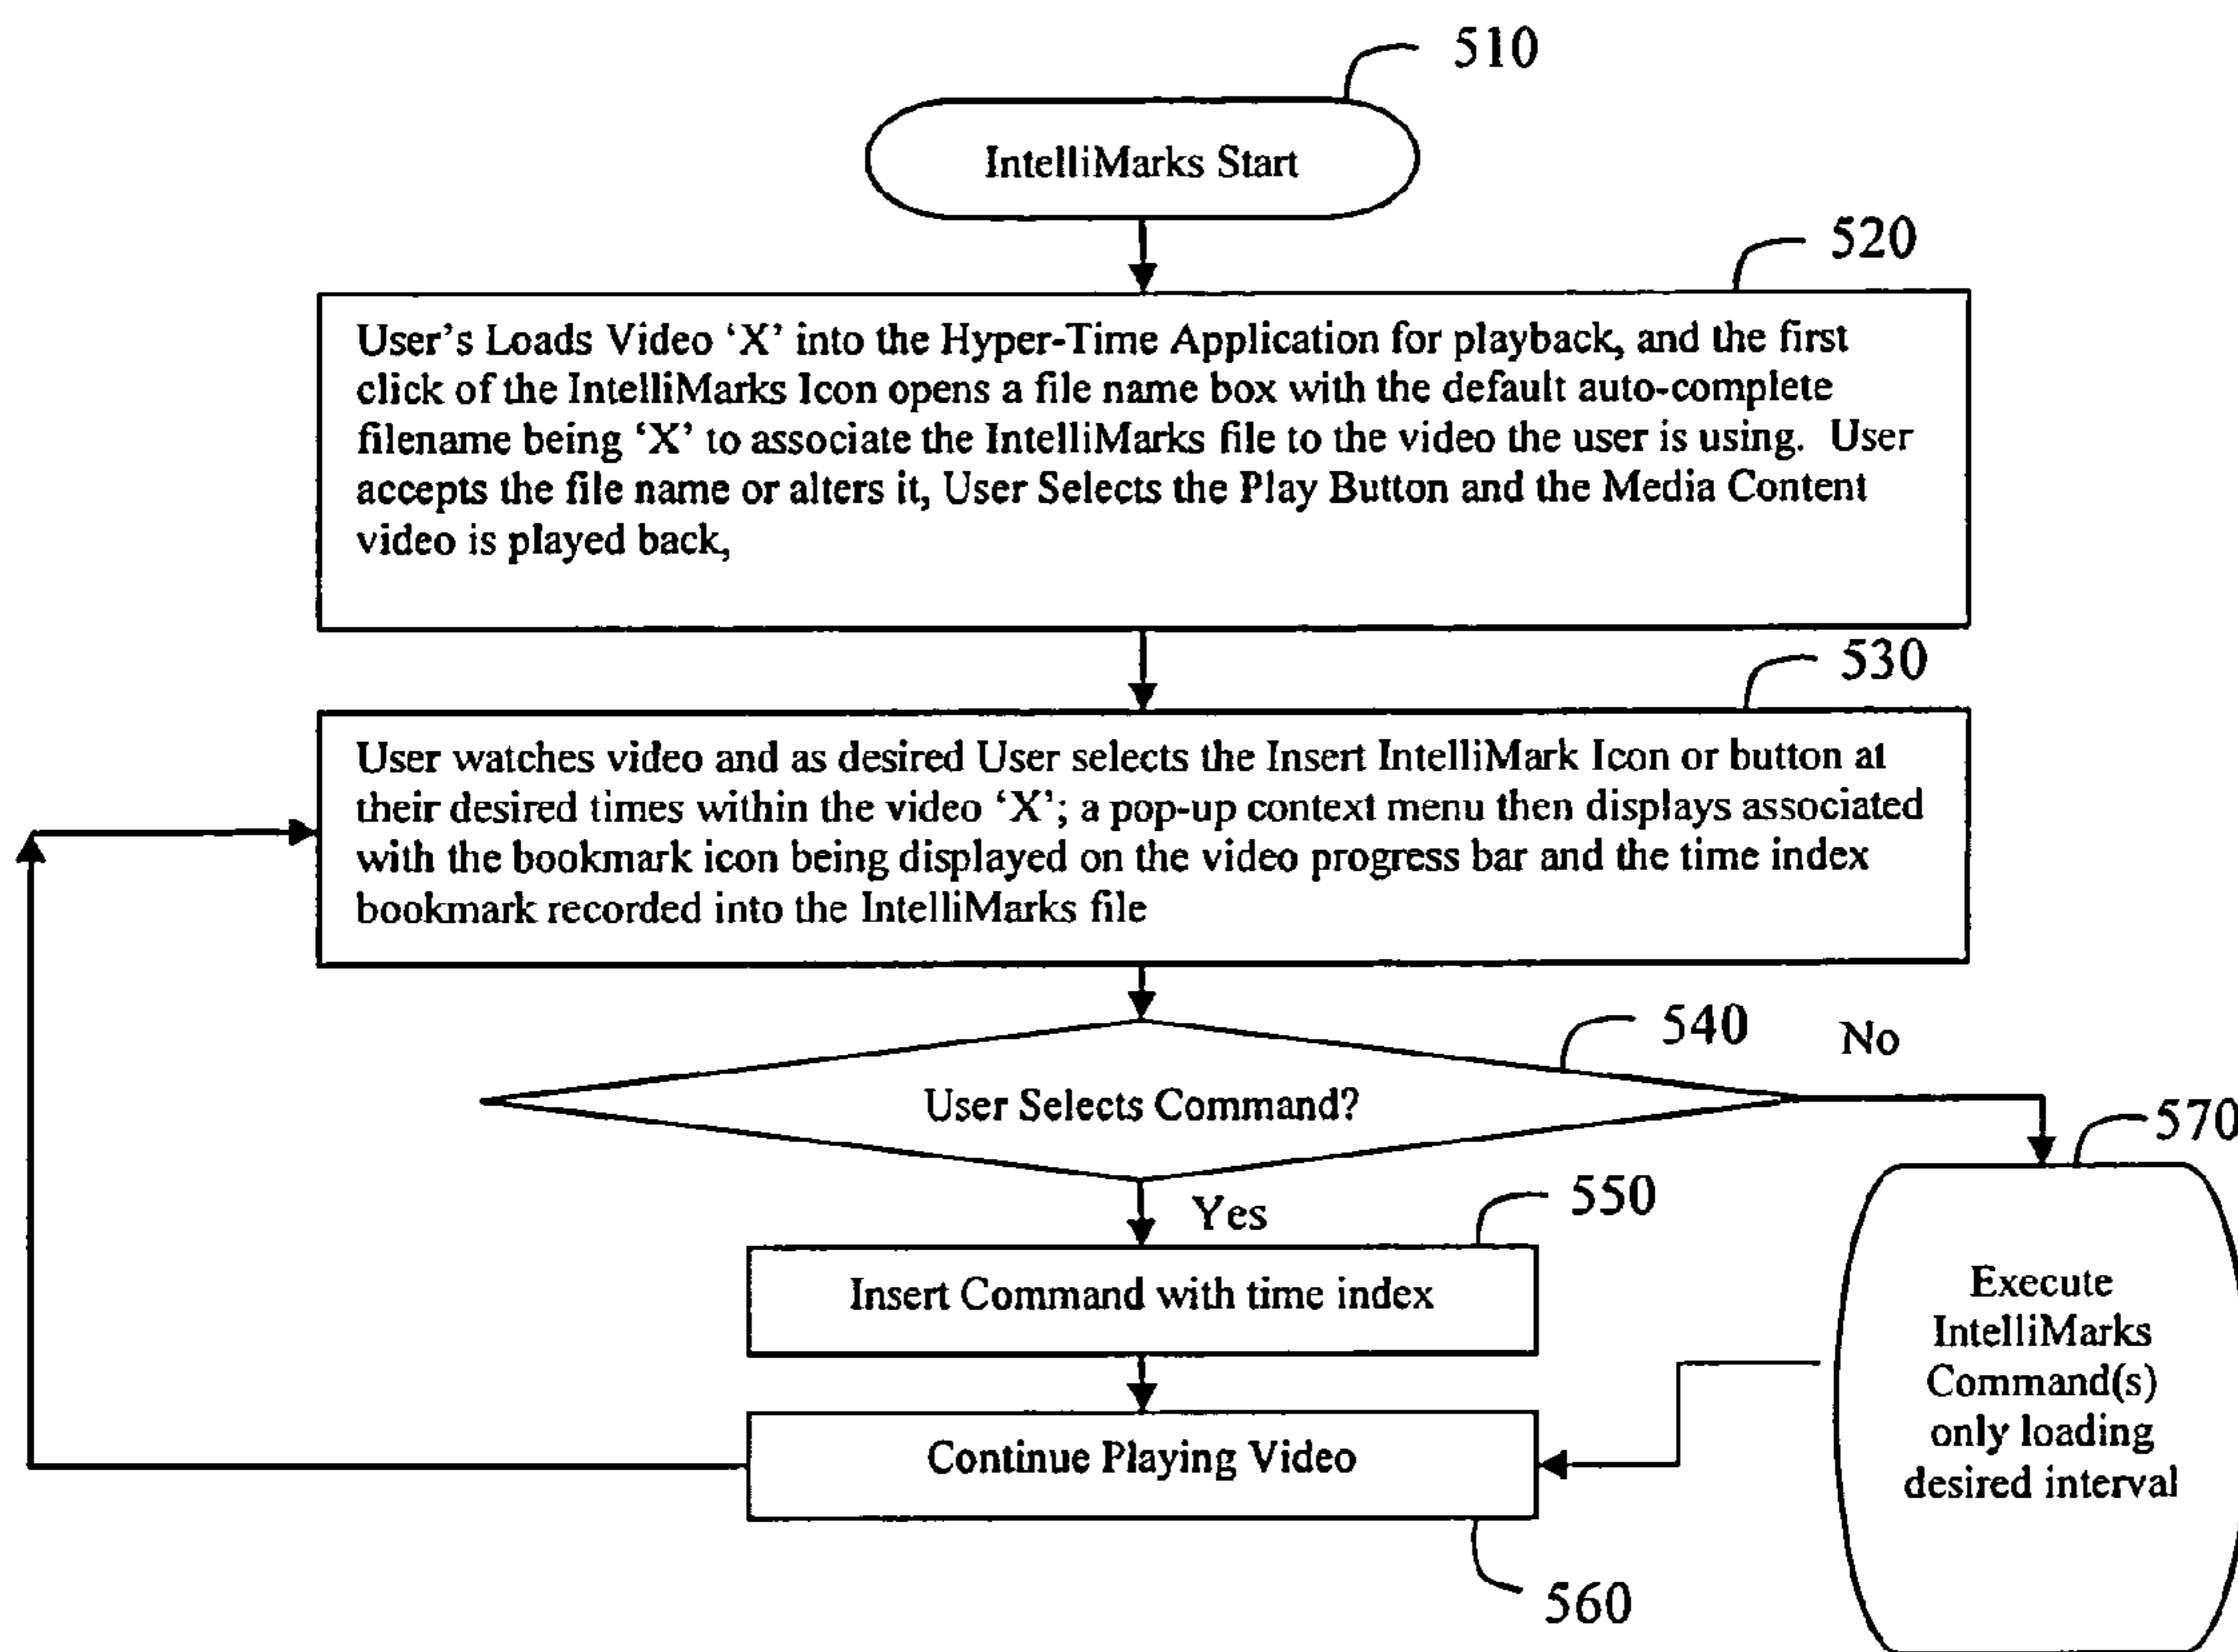 510
IntelliMarks Start
520
User's Loads Video ‘X’ into the Hyper-Time Application for playback, and the first
click of the IntelliMarks Icon opens a file name box with the default auto-complete
filename being ‘X’ to associate the IntelliMarks file to the video the user is using. User
accepts the file name or alters it, User Selects the Play Button and the Media Content
video is played back,
530
User watches video and as desired User selects the Insert IntelliMark Icon or button at
their desired times within the video ‘X’; a pop-up context menu then displays associated
with the bookmark icon being displayed on the video progress bar and the time index
bookmark recorded into the IntelliMarks file
540
No
User Selects Command?
570
Yes
550
Insert Command with time index
Execute
IntelliMarks
Command(s)
only loading
desired interval
Continue Playing Video
560